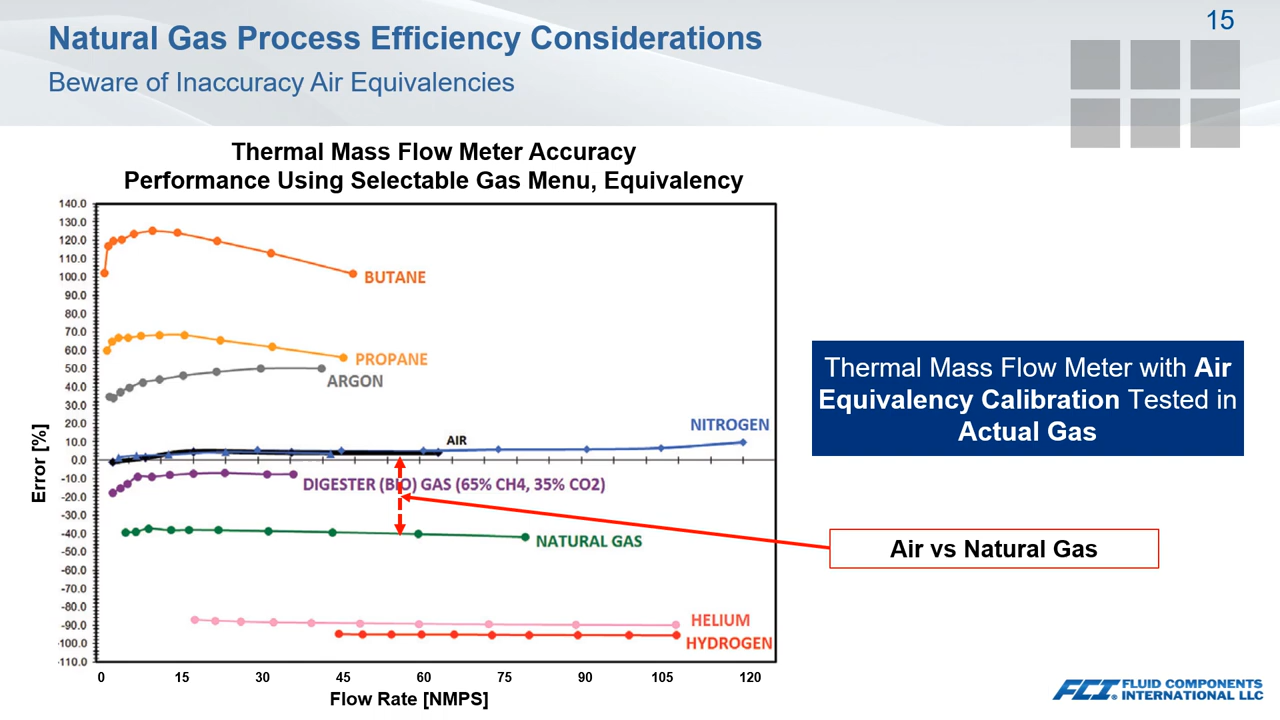 15
Natural Gas Process Efficiency Considerations
Beware of Inaccuracy Air Equivalencies
Thermal Mass Flow Meter Accuracy
Performance Using Selectable Gas Menu, Equivalency
140.0
130.0
120.0
110.0
100.0
90.0
80.0
70.0
60.0
50.0
40.0
30.0
20.0
10.0
0.0
-10.0
-20.0
-30.0
-40.0
-50.0
-60.0
-70.0
-80.0
-90.0
-100.0
-110.0
Error [%]
BUTANE
PROPANE
ARGON
NITROGEN
AIR
DIGESTER (BIO) GAS (65% CH4, 35% CO2)
NATURAL GAS
HELIUM
HYDROGEN
0 15 30 45 60 75 90 105 120
Flow Rate [NMPS]
Thermal Mass Flow Meter with Air
Equivalency Calibration Tested in
Actual Gas
Air vs Natural Gas
FCI® FLUID COMPONENTS
INTERNATIONAL LLC